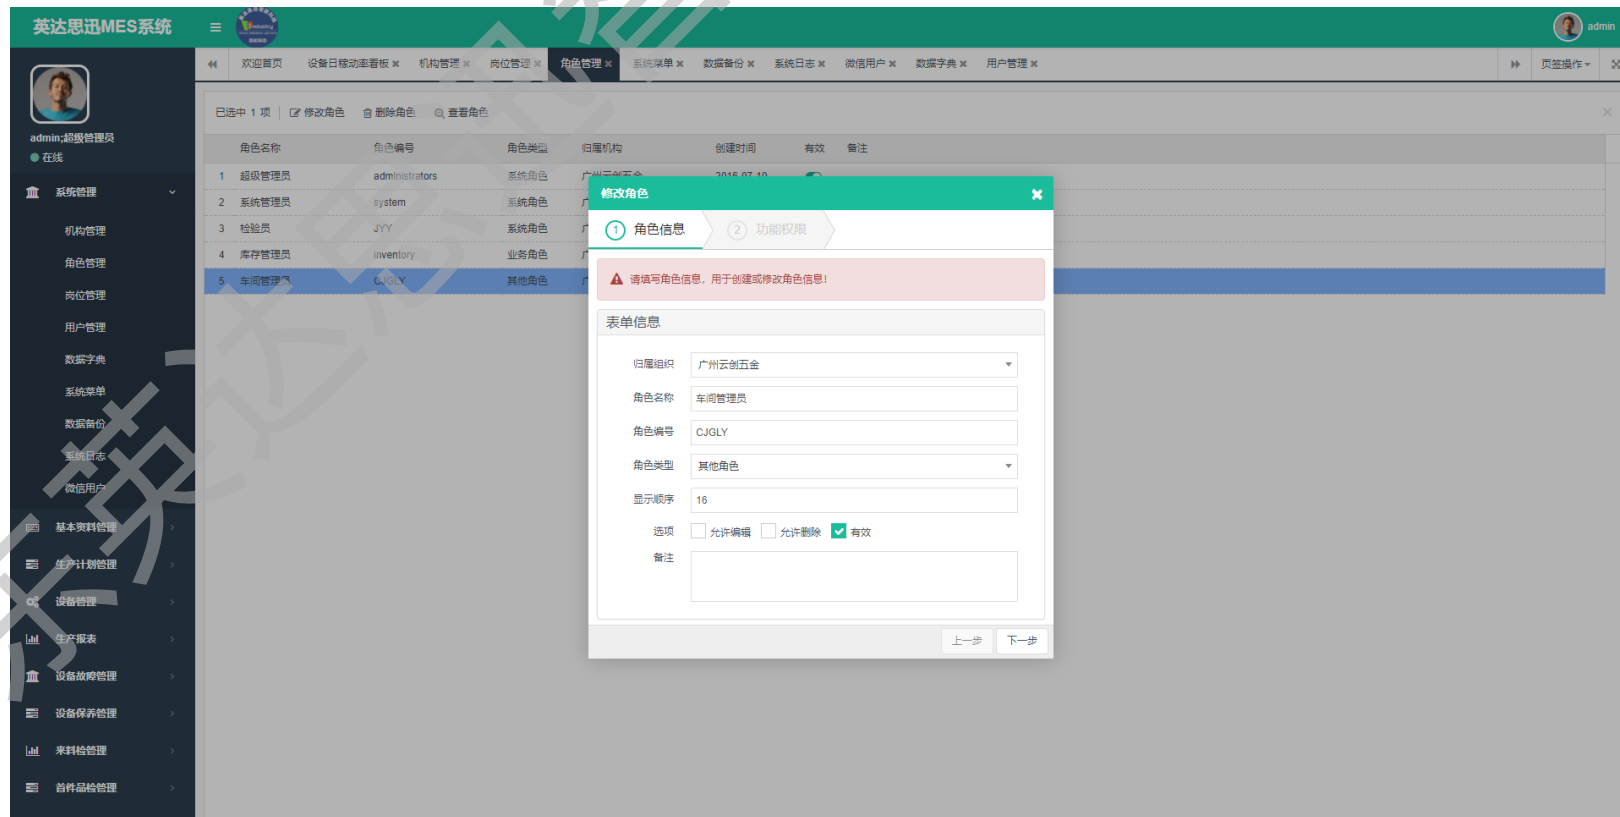 英达思迅MES系统
admin
欢迎首页 设备日稼动率看板 机构管理 岗位管理 角色管理 系统菜单 数据备份 系统日志 微信用户 数据字典 用户管理 页签操作
admin;超级管理员
在线
系统管理
机构管理
角色管理
岗位管理
用户管理
数据字典
系统菜单
数据备份
系统日志
微信用户
基本资料管理
生产计划管理
设备管理
生产报表
设备故障管理
设备保养管理
来料检管理
首件品检管理
已选中 1 项 修改角色 删除角色 查看角色
角色名称 角色编号 角色类型 归属机构 创建时间 有效 备注
1 超级管理员 administrators 系统角色 广州云创五金 2016-07-10
2 系统管理员 system 系统角色
3 检验员 JYY 系统角色
4 库存管理员 inventory 业务角色
5 车间管理员 CJGLY 其他角色
修改角色
1 角色信息 2 功能权限
请填写角色信息，用于创建或修改角色信息!
表单信息
归属组织 广州云创五金
角色名称 车间管理员
角色编号 CJGLY
角色类型 其他角色
显示顺序 16
选项 允许编辑 允许删除 有效
备注
上一步 下一步